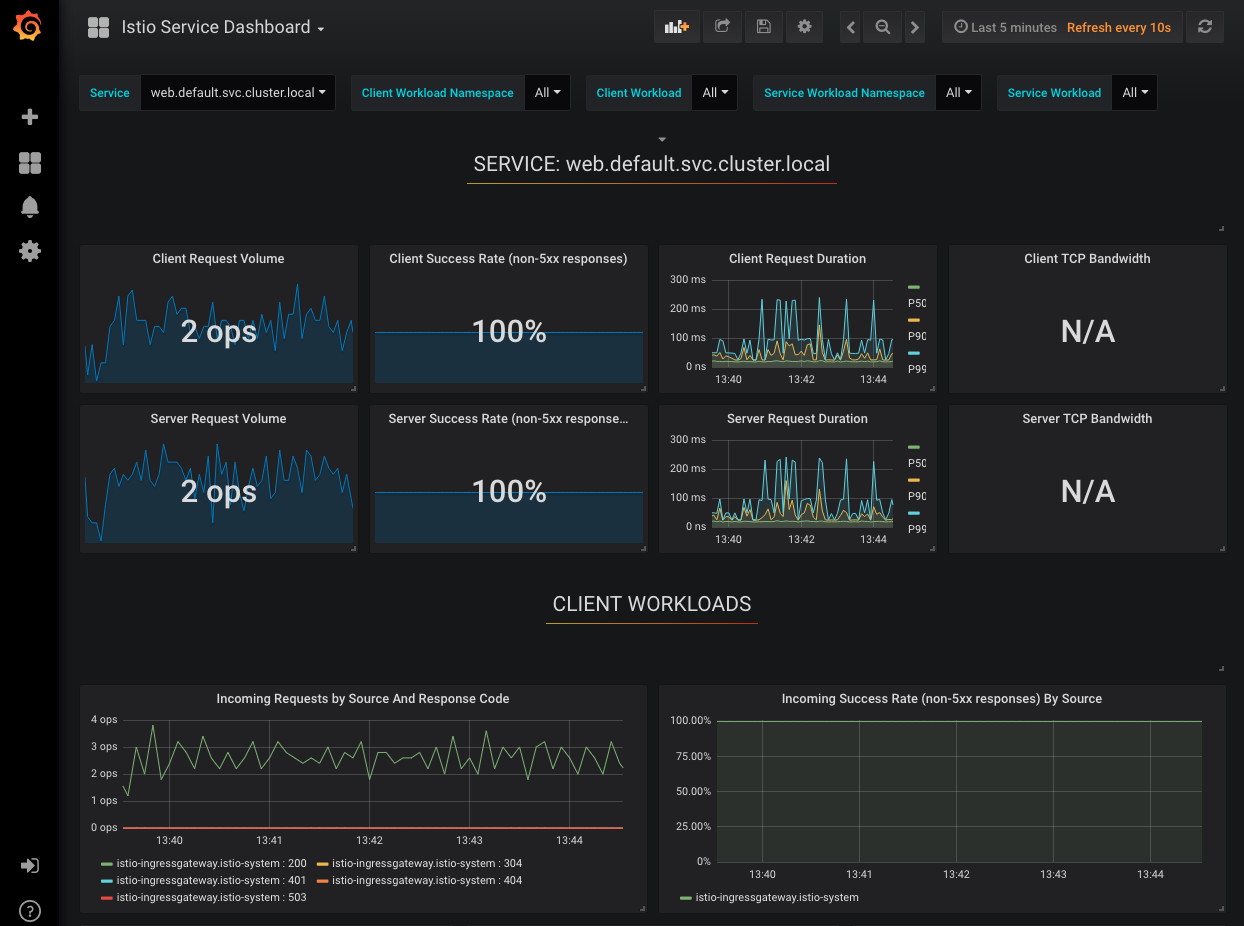 Istio Service Dashboard
Last 5 minutes Refresh every 10s
Service web.default.svc.cluster.local Client Workload Namespace All Client Workload All Service Workload Namespace All Service Workload All
SERVICE: web.default.svc.cluster.local
Client Request Volume
2 ops
Client Success Rate (non-5xx responses)
100%
Client Request Duration
300 ms
200 ms
100 ms
0 ns
13:40 13:42 13:44
P50
P90
P99
Client TCP Bandwidth
N/A
Server Request Volume
2 ops
Server Success Rate (non-5xx response...
100%
Server Request Duration
300 ms
200 ms
100 ms
0 ns
13:40 13:42 13:44
P50
P90
P99
Server TCP Bandwidth
N/A
CLIENT WORKLOADS
Incoming Requests by Source And Response Code
4 ops
3 ops
2 ops
1 ops
0 ops
13:40 13:41 13:42 13:43 13:44
istio-ingressgateway.istio-system : 200 istio-ingressgateway.istio-system : 304
istio-ingressgateway.istio-system : 401 istio-ingressgateway.istio-system : 404
istio-ingressgateway.istio-system : 503
Incoming Success Rate (non-5xx responses) By Source
100.00%
75.00%
50.00%
25.00%
0%
13:40 13:41 13:42 13:43 13:44
istio-ingressgateway.istio-system